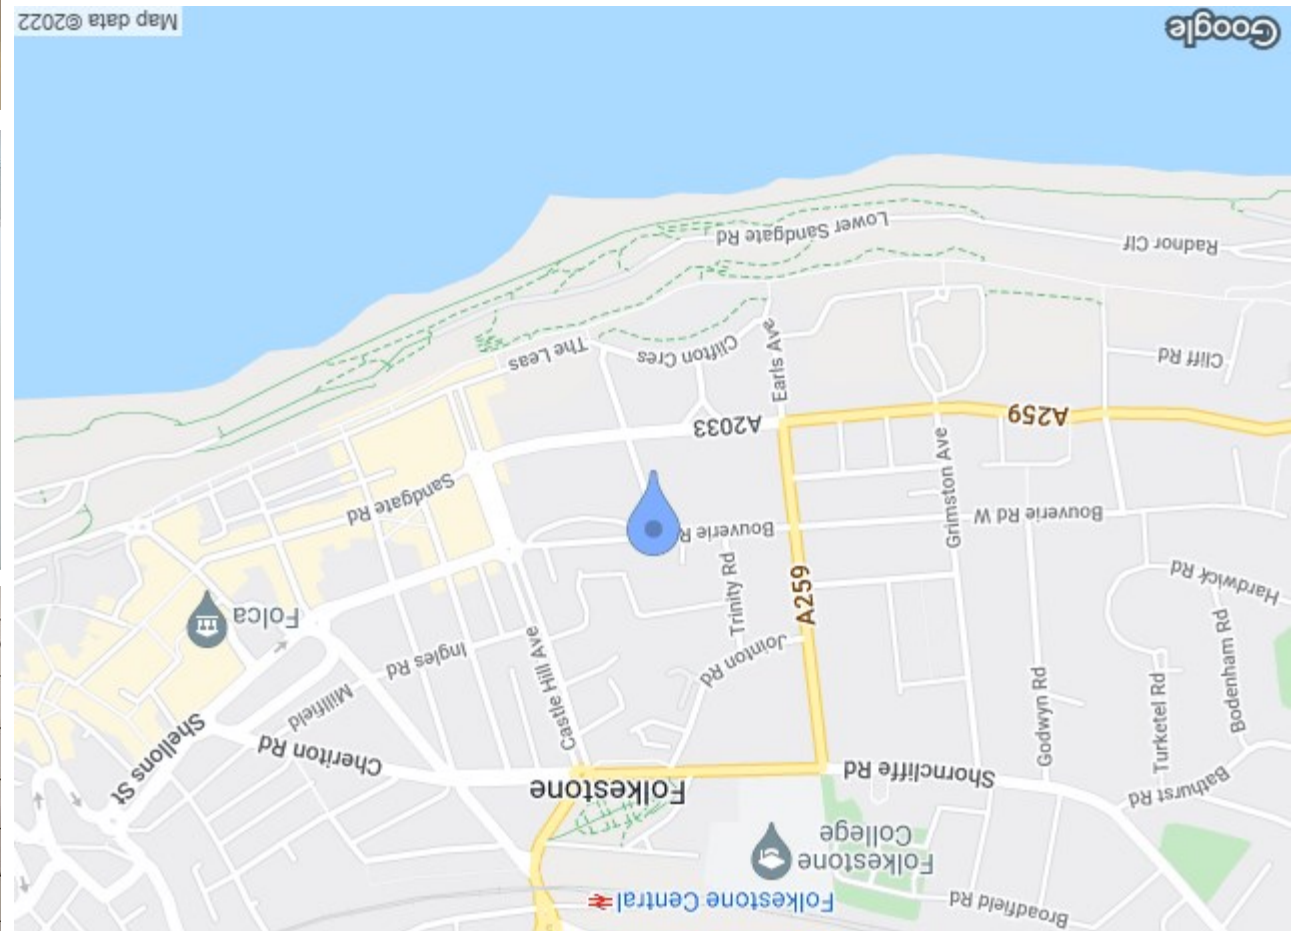 Folkestone Central
Broadfield Rd
Folkestone
College
Bathurst Rd
Shorncliffe Rd
Folkestone
Cheriton Rd
Shellons St
Turketel Rd
Godwyn Rd
Bodenham Rd
Castle Hill Ave
Millfield
Jointon Rd
Ingles Rd
Folca
Hardwick Rd
A259
Trinity Rd
Bouverie Rd W
Bouverie R
Grimston Ave
Sandgate Rd
A259
A2033
Cliff Rd
Earls Ave
Clifton Cres
The Leas
Radnor Clf
Lower Sandgate Rd
Google
Map data ©2022